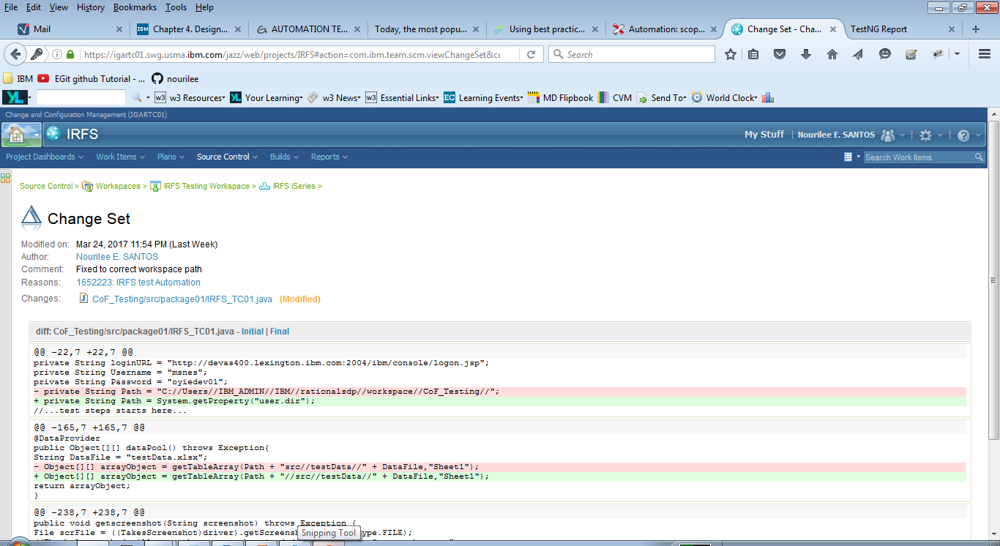 File Edit View History Bookmarks Tools Help
Mail
IBM Chapter 4. Design...
AUTOMATION TE...
Today, the most popu...
Using best practic...
Automation: scop...
Change Set - Cha...
TestNG Report
https://igartc01.swg.usma.ibm.com/jazz/web/projects/IRFS#action=com.ibm.team.scm.viewChangeSet&cc
Search
IBM EGit github Tutorial - ... nourilee
YL w3 w3 Resources YL Your Learning w3 News w3 Essential Links EC Learning Events MD Flipbook CVM Send To World Clock
Change and Configuration Management (IGARTC01)
IRFS My Stuff | Nourilee E. SANTOS
Project Dashboards Work Items Plans Source Control Builds Reports Search Work Items
Source Control > Workspaces > IRFS Testing Workspace > IRFS iSeries >
Change Set
Modified on: Mar 24, 2017 11:54 PM (Last Week)
Author: Nourilee E. SANTOS
Comment: Fixed to correct workspace path
Reasons: 1652223: IRFS test Automation
Changes: J CoF_Testing/src/package01/IRFS_TC01.java (Modified)
diff: CoF_Testing/src/package01/IRFS_TC01.java - Initial | Final
@@ -22,7 +22,7 @@
private String loginURL = "http://devas400.lexington.ibm.com:2004/ibm/console/logon.jsp";
private String Username = "msnes";
private String Password = "oyiedev01";
- private String Path = "C://Users//IBM_ADMIN//IBM//rationalsdp//workspace//CoF_Testing//";
+ private String Path = System.getProperty("user.dir");
//...test steps starts here...
@@ -165,7 +165,7 @@
@DataProvider
public Object[][] dataPool() throws Exception{
String DataFile = "testData.xlsx";
- Object[][] arrayObject = getTableArray(Path + "src//testData//" + DataFile,"Sheet1");
+ Object[][] arrayObject = getTableArray(Path + "//src//testData//" + DataFile,"Sheet1");
return arrayObject;
}
@@ -238,7 +238,7 @@
public void getscreenshot(String screenshot) throws Exception {
File scrFile = ((TakesScreenshot)driver).getScreensh ype.FILE);
Snipping Tool